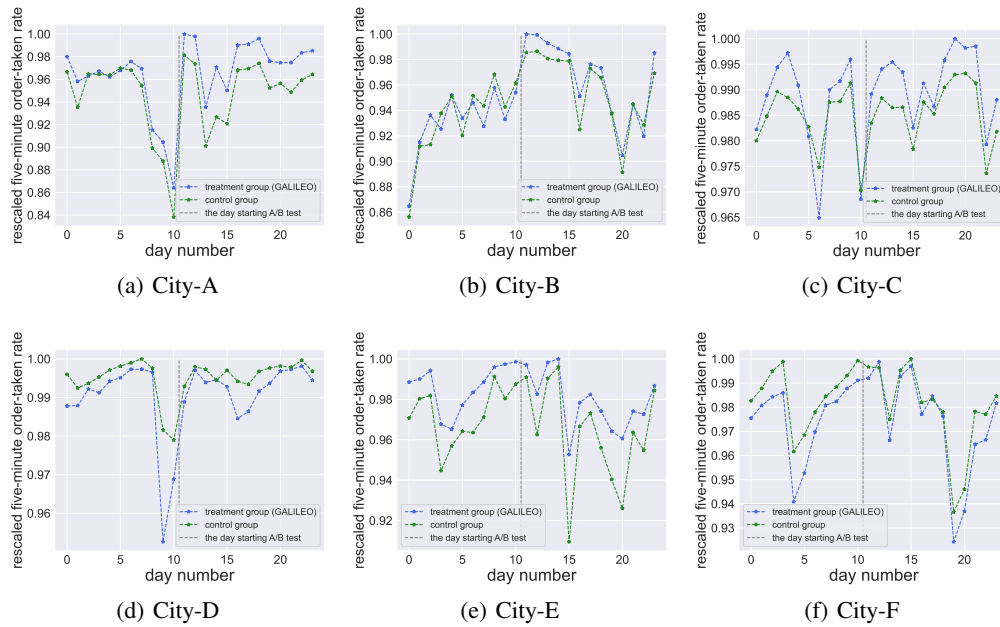 rescaled five-minute order-taken rate
1.00
0.98
0.96
0.94
0.92
0.90
0.88
0.86
0.84
0
5
10
15
20
day number
treatment group (GALILEO)
control group
the day starting A/B test
(a) City-A
rescaled five-minute order-taken rate
1.00
0.98
0.96
0.94
0.92
0.90
0.88
0.86
0
5
10
15
20
day number
treatment group (GALILEO)
control group
the day starting A/B test
(b) City-B
rescaled five-minute order-taken rate
1.000
0.995
0.990
0.985
0.980
0.975
0.970
0.965
0
5
10
15
20
day number
treatment group (GALILEO)
control group
the day starting A/B test
(c) City-C
rescaled five-minute order-taken rate
1.00
0.99
0.98
0.97
0.96
0
5
10
15
20
day number
treatment group (GALILEO)
control group
the day starting A/B test
(d) City-D
rescaled five-minute order-taken rate
1.00
0.98
0.96
0.94
0.92
0
5
10
15
20
day number
treatment group (GALILEO)
control group
the day starting A/B test
(e) City-E
rescaled five-minute order-taken rate
1.00
0.99
0.98
0.97
0.96
0.95
0.94
0.93
0
5
10
15
20
day number
treatment group (GALILEO)
control group
the day starting A/B test
(f) City-F